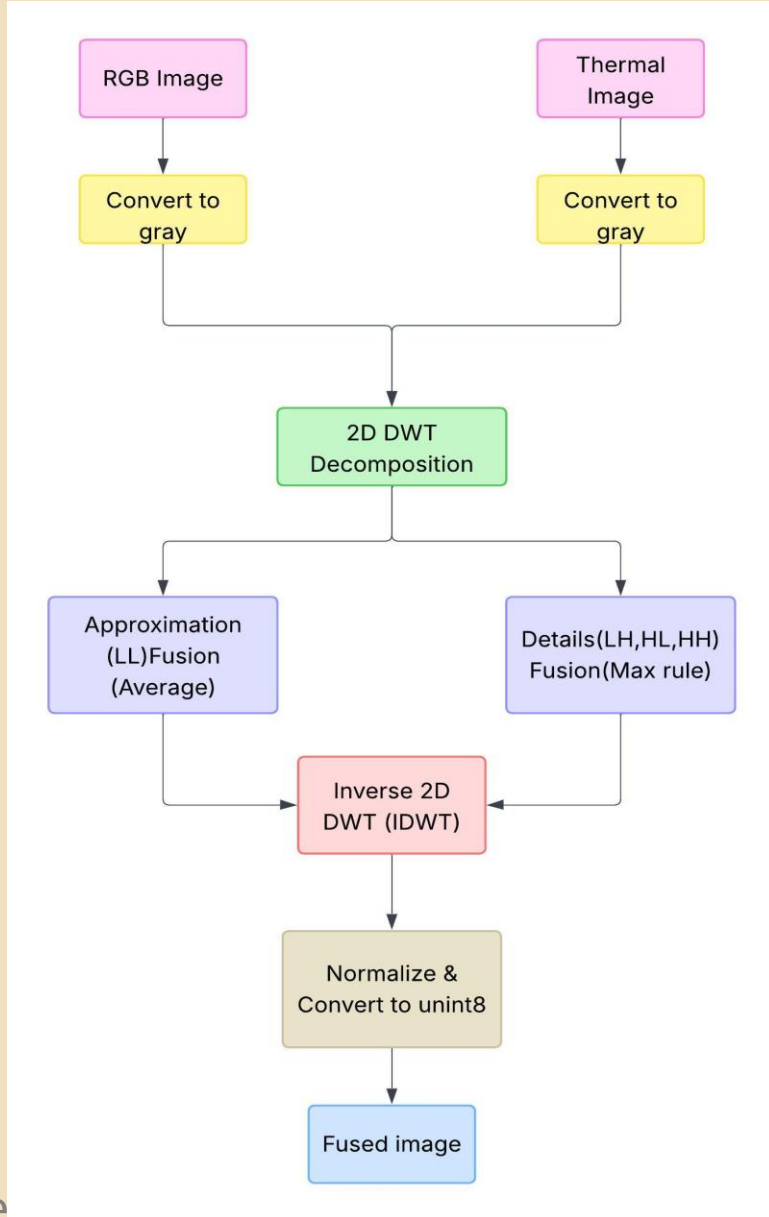 RGB Image
Thermal
Image
Convert to
gray
Convert to
gray
2D DWT
Decomposition
Approximation
(LL)Fusion
(Average)
Details(LH,HL,HH)
Fusion(Max rule)
Inverse 2D
DWT (IDWT)
Normalize &
Convert to unint8
Fused image